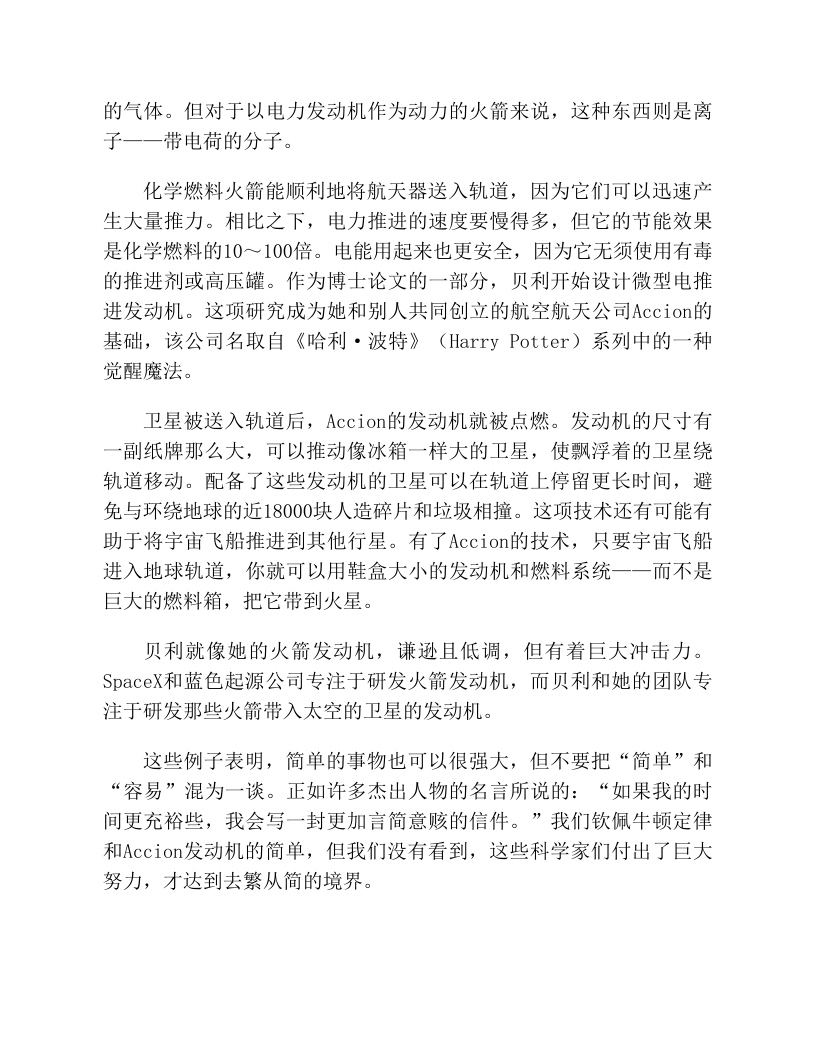 的气体。但对于以电力发动机作为动力的火箭来说，这种东西则是离
子——带电荷的分子。
化学燃料火箭能顺利地将航天器送入轨道，因为它们可以迅速产
生大量推力。相比之下，电力推进的速度要慢得多，但它的节能效果
是化学燃料的10～100倍。电能用起来也更安全，因为它无须使用有毒
的推进剂或高压罐。作为博士论文的一部分，贝利开始设计微型电推
进发动机。这项研究成为她和别人共同创立的航空航天公司Accion的
基础，该公司名取自《哈利·波特》（Harry Potter）系列中的一种
觉醒魔法。
卫星被送入轨道后，Accion的发动机就被点燃。发动机的尺寸有
一副纸牌那么大，可以推动像冰箱一样大的卫星，使飘浮着的卫星绕
轨道移动。配备了这些发动机的卫星可以在轨道上停留更长时间，避
免与环绕地球的近18000块人造碎片和垃圾相撞。这项技术还有可能有
助于将宇宙飞船推进到其他行星。有了Accion的技术，只要宇宙飞船
进入地球轨道，你就可以用鞋盒大小的发动机和燃料系统——而不是
巨大的燃料箱，把它带到火星。
贝利就像她的火箭发动机，谦逊且低调，但有着巨大冲击力。
SpaceX和蓝色起源公司专注于研发火箭发动机，而贝利和她的团队专
注于研发那些火箭带入太空的卫星的发动机。
这些例子表明，简单的事物也可以很强大，但不要把“简单”和
“容易”混为一谈。正如许多杰出人物的名言所说的：“如果我的时
间更充裕些，我会写一封更加言简意赅的信件。”我们钦佩牛顿定律
和Accion发动机的简单，但我们没有看到，这些科学家们付出了巨大
努力，才达到去繁从简的境界。